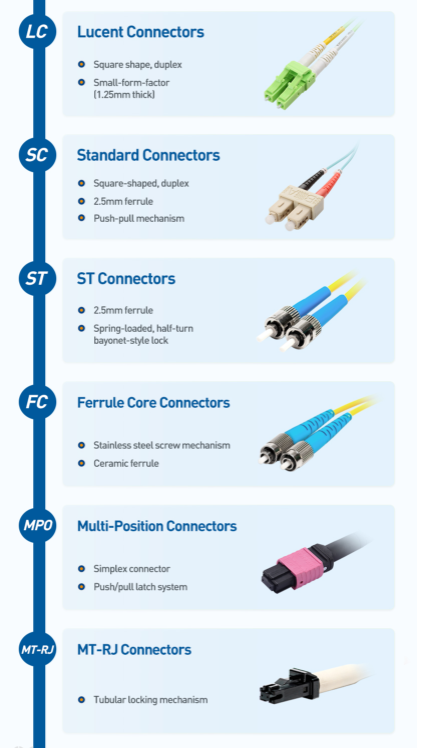 LC
Lucent Connectors
Square shape, duplex
Small-form-factor
(1.25mm thick)
SC
Standard Connectors
Square-shaped, duplex
2.5mm ferrule
Push-pull mechanism
ST
ST Connectors
2.5mm ferrule
Spring-loaded, half-turn
bayonet-style lock
FC
Ferrule Core Connectors
Stainless steel screw mechanism
Ceramic ferrule
MPO
Multi-Position Connectors
Simplex connector
Push/pull latch system
MT-RJ
MT-RJ Connectors
Tubular locking mechanism